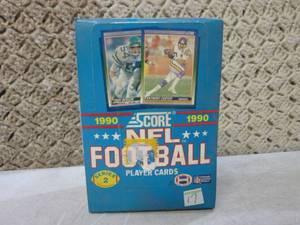 1990 SCORE 1990
NFL
FOOTBALL
PLAYER CARDS
SERIES
2